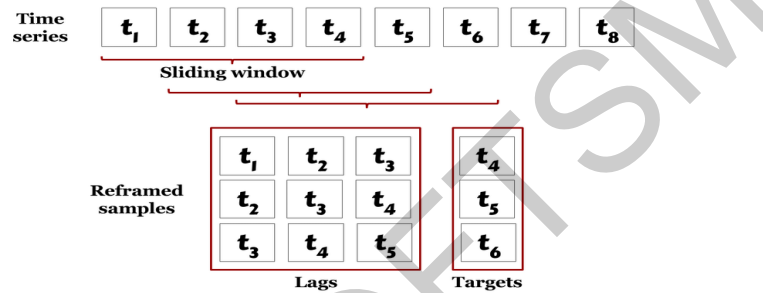 Time series t₁ t₂ t₃ t₄ t₅ t₆ t₇ t₈
Sliding window
t₁ t₂ t₃ t₄
Reframed samples t₂ t₃ t₄ t₅
t₃ t₄ t₅ t₆
Lags Targets